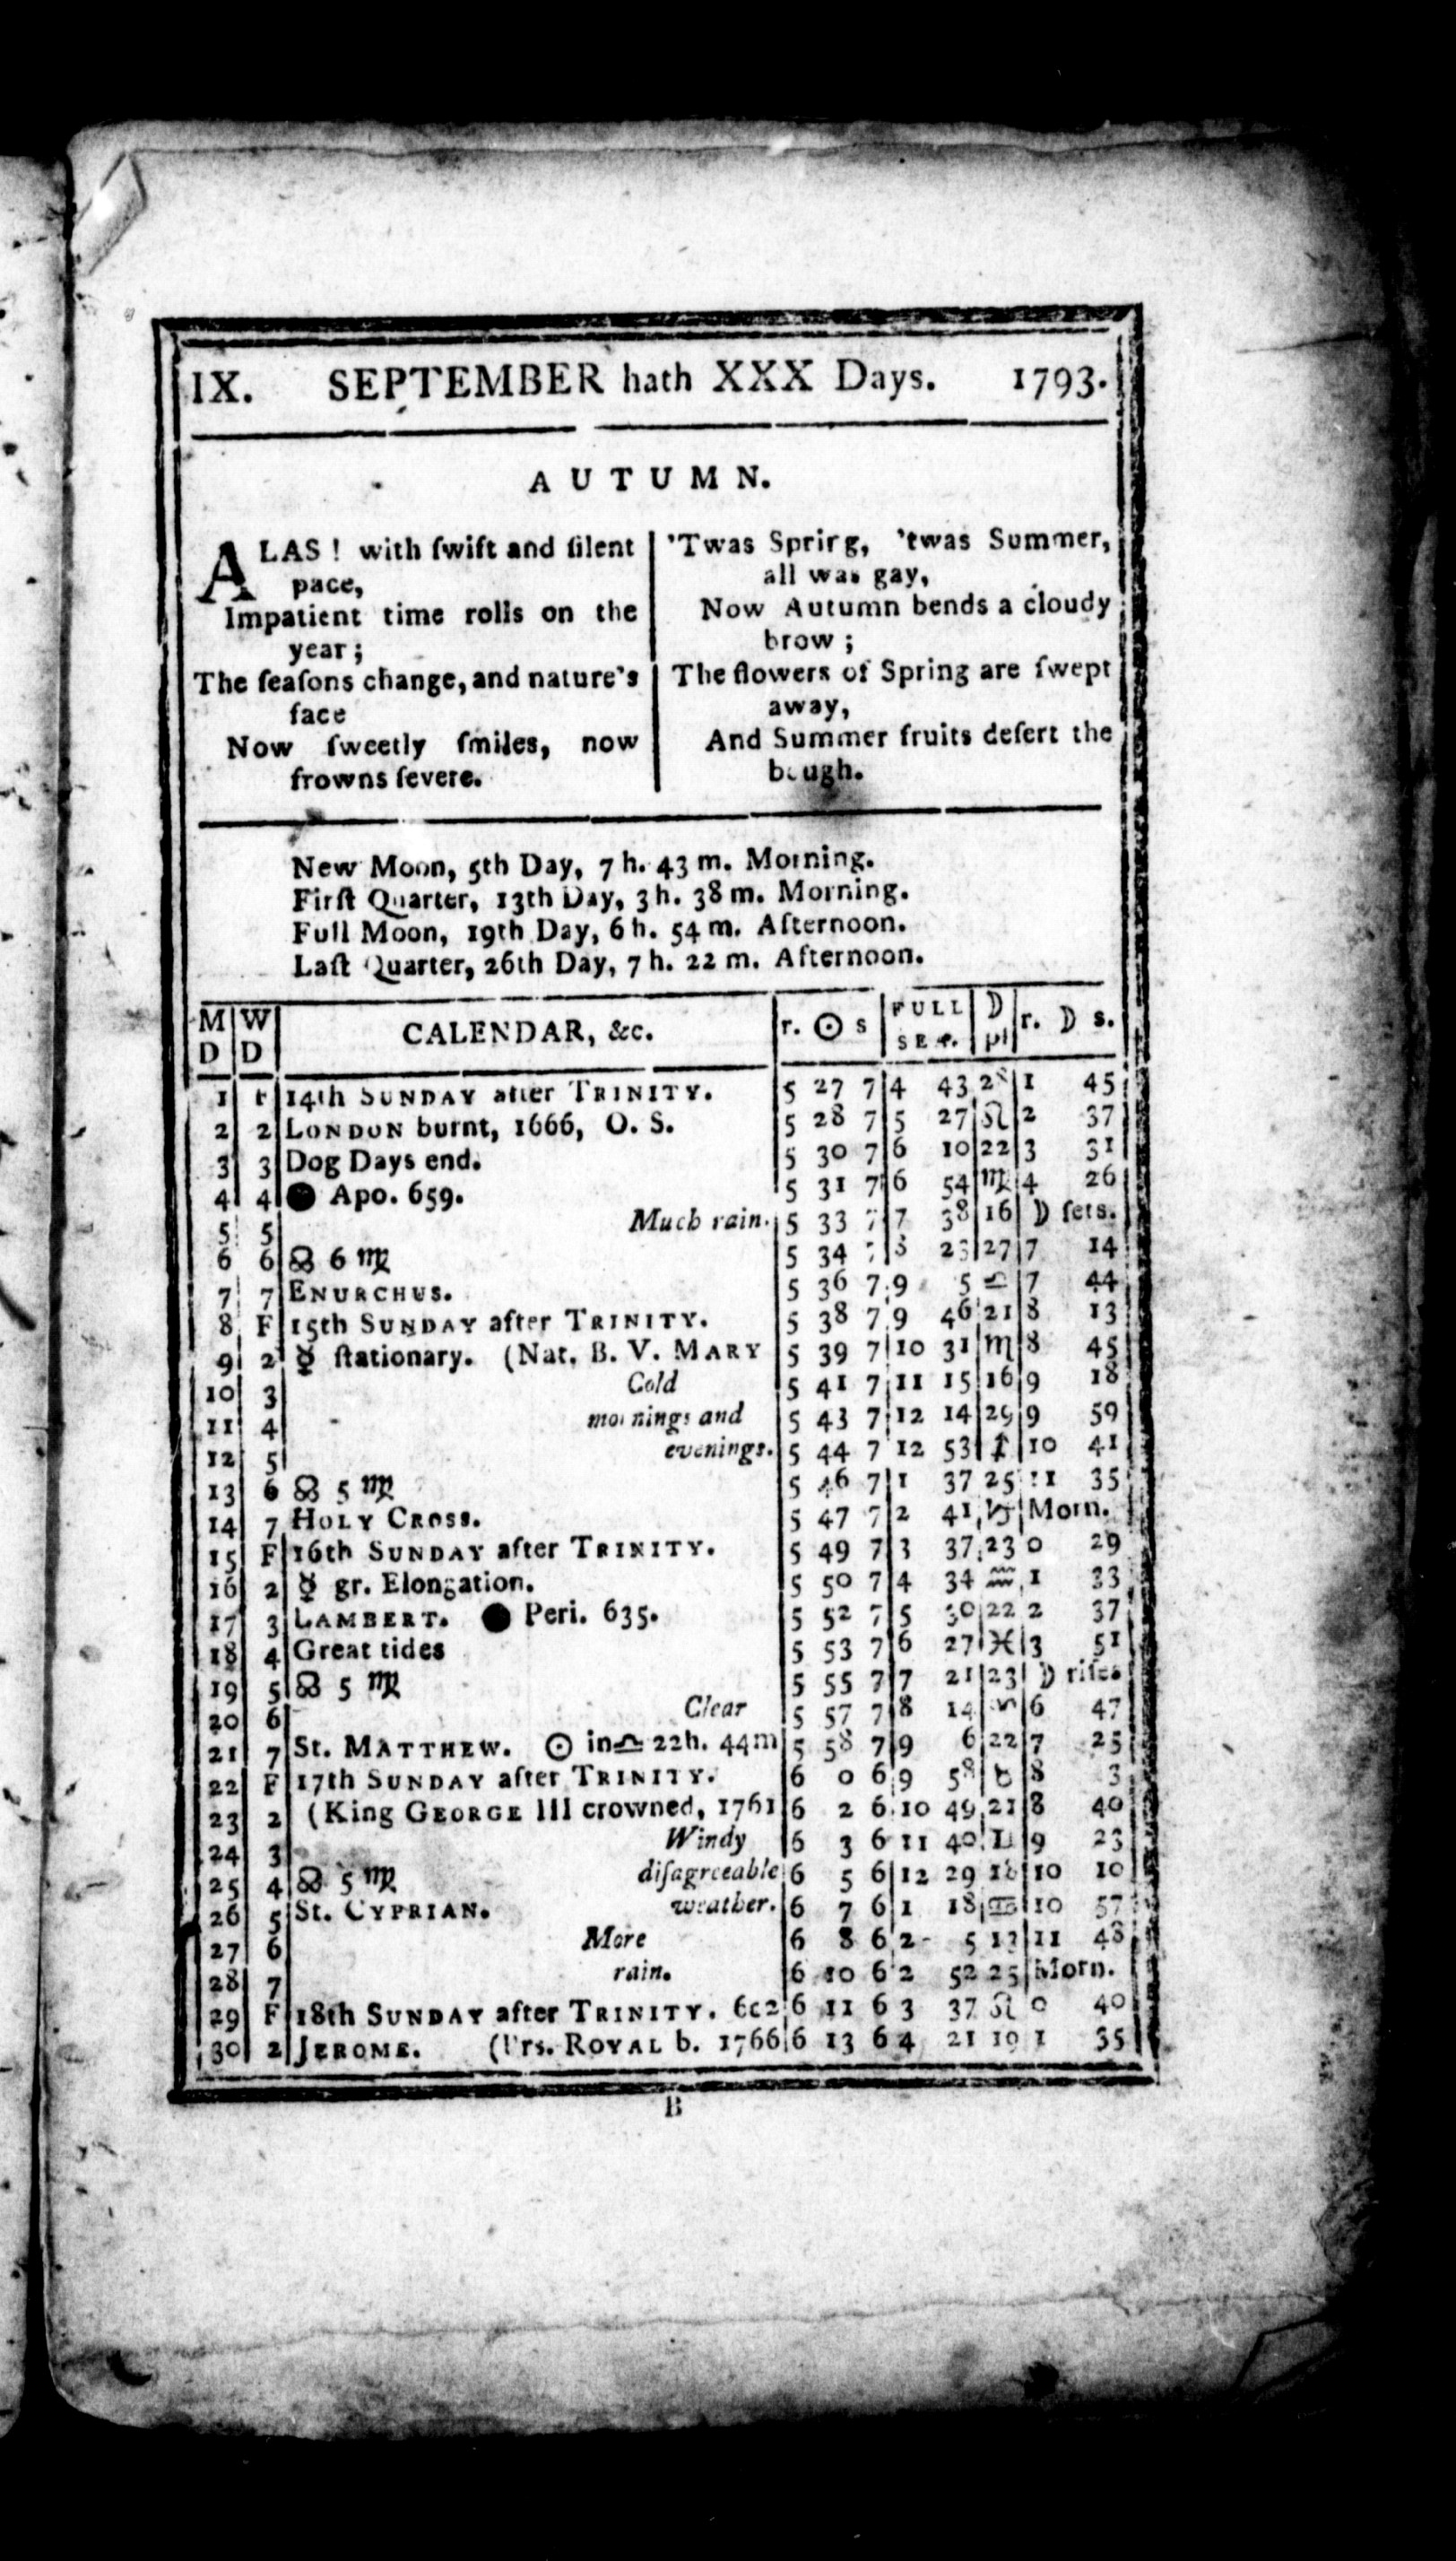 IX. SEPTEMBER hath XXX Days. 1793.
AUTUMN.
ALAS! with ſwift and ſilent
pace,
Impatient time rolls on the
year;
The ſeaſons change, and nature's
face
Now ſweetly ſmiles, now
frowns ſevere.
'Twas Sprirg, 'twas Summer,
all was gay,
Now Autumn bends a cloudy
brow;
The flowers of Spring are ſwept
away,
And Summer fruits deſert the
bough.
New Moon, 5th Day, 7 h. 43 m. Morning.
Firſt Quarter, 13th Day, 3 h. 38 m. Morning.
Full Moon, 19th Day, 6 h. 54 m. Afternoon.
Laſt Quarter, 26th Day, 7 h. 22 m. Afternoon.
M D W D CALENDAR, &c. r. ☉ s FULL SEA. ☽ pl r. ☽ s.
1 F 14th SUNDAY after TRINITY. 5 27 7 4 43 28 1 45
2 2 LONDON burnt, 1666, O. S. 5 28 7 5 27 ♌ 2 37
3 3 Dog Days end. 5 30 7 6 10 22 3 31
4 4 ● Apo. 659. 5 31 7 6 54 ♍ 4 26
5 5 Much rain. 5 33 7 7 38 16 ☽ ſets.
6 6 ☊ 6 ♍ 5 34 7 8 23 27 7 14
7 7 ENURCHUS. 5 36 7 9 5 ♎ 7 44
8 F 15th SUNDAY after TRINITY. 5 38 7 9 46 21 8 13
9 2 ☿ ſtationary. (Nat. B. V. MARY 5 39 7 10 31 ♏ 8 45
10 3 Cold 5 41 7 11 15 16 9 18
11 4 mornings and 5 43 7 12 14 29 9 59
12 5 evenings. 5 44 7 12 53 ♐ 10 41
13 6 ☊ 5 ♍ 5 46 7 1 37 25 11 35
14 7 HOLY CROSS. 5 47 7 2 41 ♑ Morn.
15 F 16th SUNDAY after TRINITY. 5 49 7 3 37 23 0 29
16 2 ☿ gr. Elongation. 5 50 7 4 34 ♒ 1 33
17 3 LAMBERT. ● Peri. 635. 5 52 7 5 30 22 2 37
18 4 Great tides 5 53 7 6 27 ♓ 3 51
19 5 ☊ 5 ♍ 5 55 7 7 21 23 ☽ riſes
20 6 Clear 5 57 7 8 14 ♈ 6 47
21 7 St. MATTHEW. ☉ in ♎ 22h. 44m 5 58 7 9 6 22 7 25
22 F 17th SUNDAY after TRINITY. 6 0 6 9 58 ♉ 8 3
23 2 (King GEORGE III crowned, 1761 6 2 6 10 49 21 8 40
24 3 Windy 6 3 6 11 40 ♊ 9 23
25 4 ☊ 5 ♍ diſagreeable 6 5 6 12 29 18 10 10
26 5 St. CYPRIAN. weather. 6 7 6 1 18 ♋ 10 57
27 6 More 6 8 6 2 5 13 11 48
28 7 rain. 6 10 6 2 52 25 Morn.
29 F 18th SUNDAY after TRINITY. 6 11 6 3 37 ♌ 0 40
30 2 JEROME. (Prs. ROYAL b. 1766 6 13 6 4 21 19 1 35
B